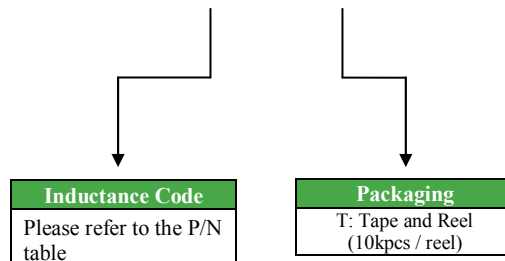 Inductance Code
Please refer to the P/N
table
Packaging
T: Tape and Reel
(10kpcs / reel)